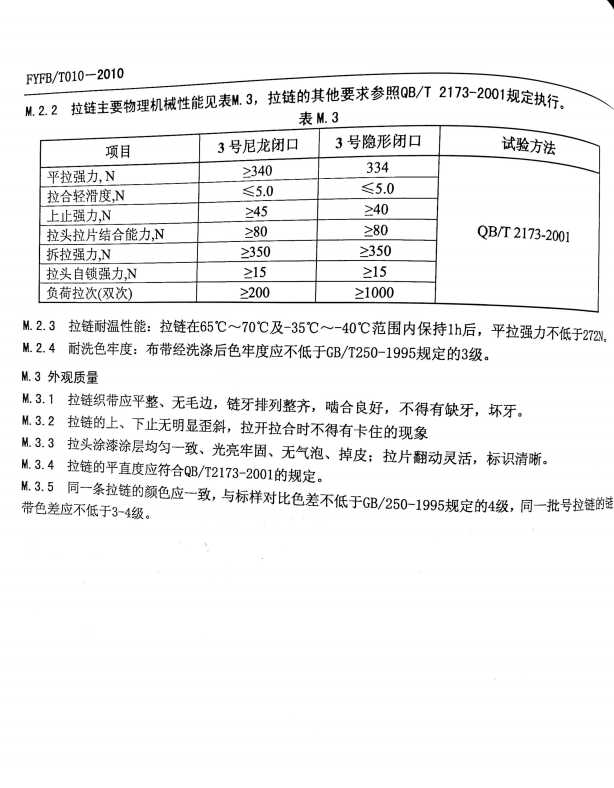 FYFB/T010—2010
M.2.2 拉链主要物理机械性能见表M.3，拉链的其他要求参照QB/T 2173-2001规定执行。
表 M.3
项目 3 号尼龙闭口 3 号隐形闭口 试验方法
平拉强力, N ≥340 334
拉合轻滑度,N ≤5.0 ≤5.0
上止强力,N ≥45 ≥40
拉头拉片结合能力,N ≥80 ≥80 QB/T 2173-2001
拆拉强力,N ≥350 ≥350
拉头自锁强力,N ≥15 ≥15
负荷拉次(双次) ≥200 ≥1000
M.2.3 拉链耐温性能：拉链在65℃～70℃及-35℃～-40℃范围内保持1h后，平拉强力不低于272N。
M.2.4 耐洗色牢度：布带经洗涤后色牢度应不低于GB/T250-1995规定的3级。
M.3 外观质量
M.3.1 拉链织带应平整、无毛边，链牙排列整齐，啮合良好，不得有缺牙，坏牙。
M.3.2 拉链的上、下止无明显歪斜，拉开拉合时不得有卡住的现象
M.3.3 拉头涂漆涂层均匀一致、光亮牢固、无气泡、掉皮；拉片翻动灵活，标识清晰。
M.3.4 拉链的平直度应符合QB/T2173-2001的规定。
M.3.5 同一条拉链的颜色应一致，与标样对比色差不低于GB/250-1995规定的4级，同一批号拉链的链
带色差应不低于3-4级。